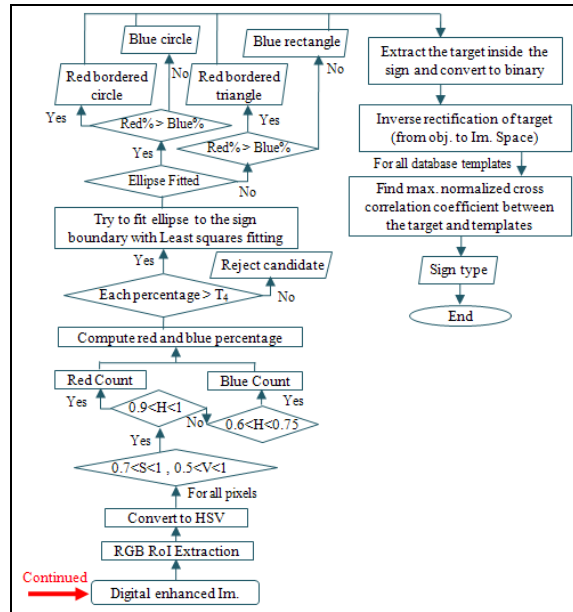 Blue circle
Blue rectangle
Red bordered
circle
No
Red bordered
triangle
No
Yes
Red% > Blue%
Yes
Red% > Blue%
Yes
Ellipse Fitted
No
Try to fit ellipse to the sign
boundary with Least squares fitting
Yes
Reject candidate
Each percentage > T4
No
Compute red and blue percentage
Red Count
Blue Count
Yes
0.9<H<1
No
Yes
0.6<H<0.75
Yes
0.7<S<1 , 0.5<V<1
For all pixels
Convert to HSV
RGB RoI Extraction
Continued
Digital enhanced Im.
Extract the target inside the
sign and convert to binary
Inverse rectification of target
(from obj. to Im. Space)
For all database templates
Find max. normalized cross
correlation coefficient between
the target and templates
Sign type
End